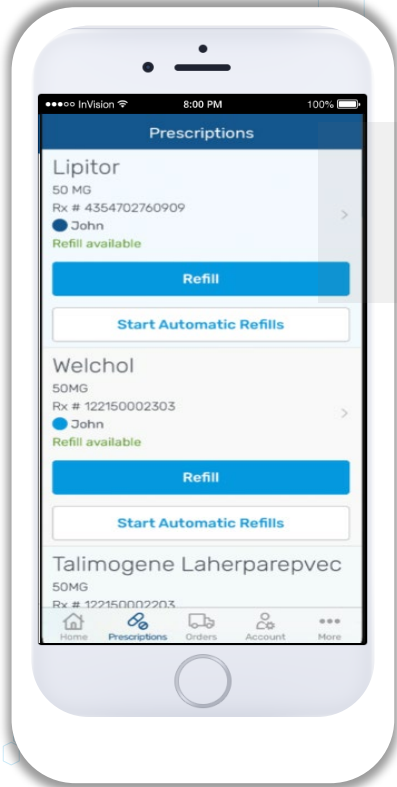 ●●●○○ InVision 8:00 PM 100%
Prescriptions
Lipitor
50 MG
Rx # 4354702760909
John
Refill available
Refill
Start Automatic Refills
Welchol
50MG
Rx # 122150002303
John
Refill available
Refill
Start Automatic Refills
Talimogene Laherparepvec
50MG
Rx # 122150002203
Home Prescriptions Orders Account More